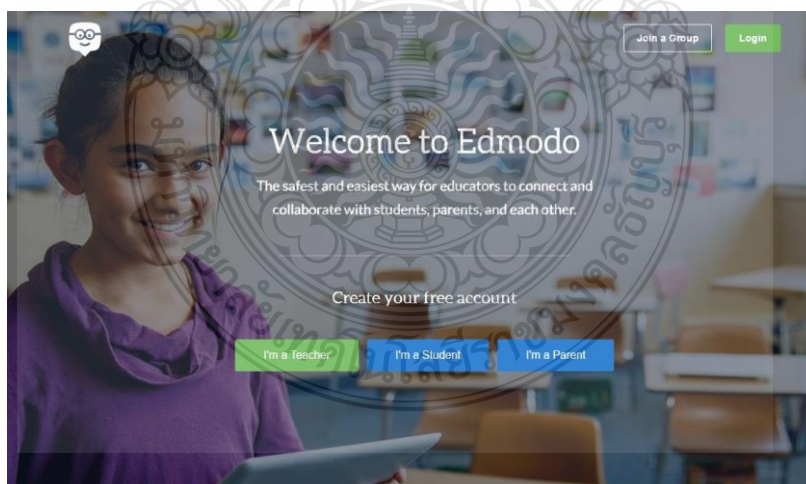 Join a Group
Login
Welcome to Edmodo
The safest and easiest way for educators to connect and
collaborate with students, parents, and each other.
Create your free account
I'm a Teacher
I'm a Student
I'm a Parent